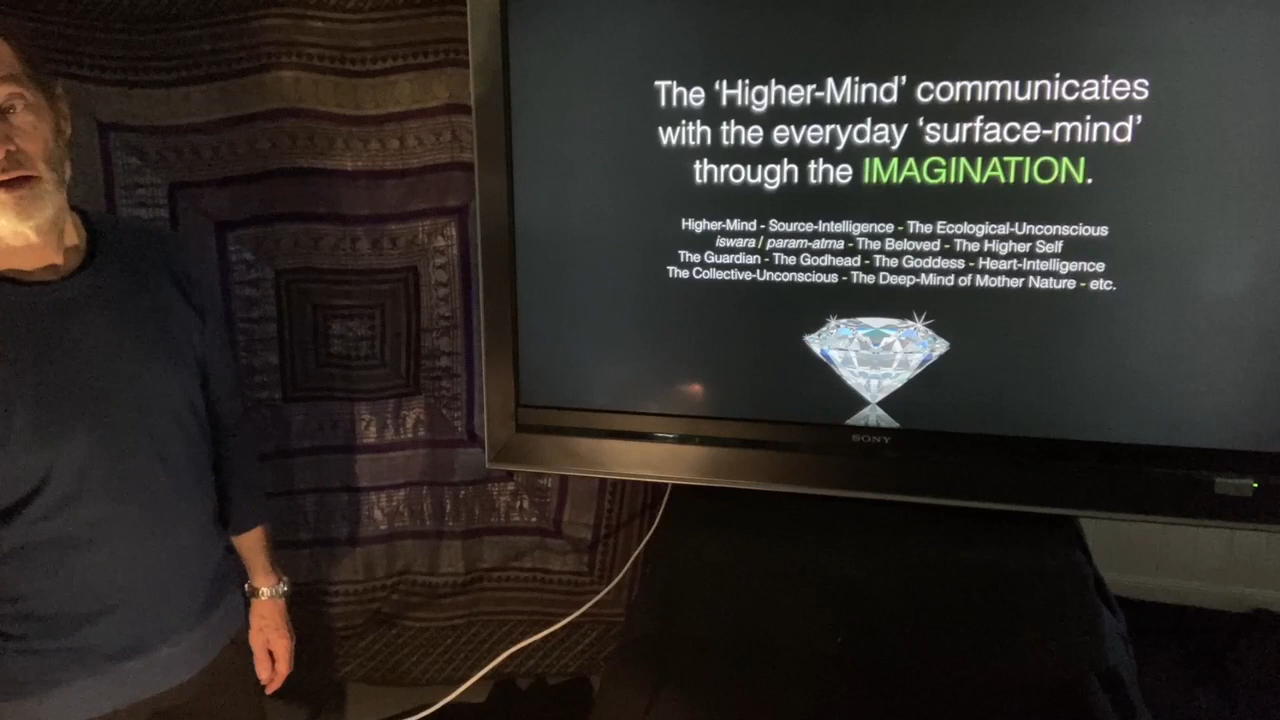 The ‘Higher-Mind’ communicates
with the everyday ‘surface-mind’
through the IMAGINATION.
Higher-Mind - Source-Intelligence - The Ecological-Unconscious
iswara / param-atma - The Beloved - The Higher Self
The Guardian - The Godhead - The Goddess - Heart-Intelligence
The Collective-Unconscious - The Deep-Mind of Mother Nature - etc.
SONY